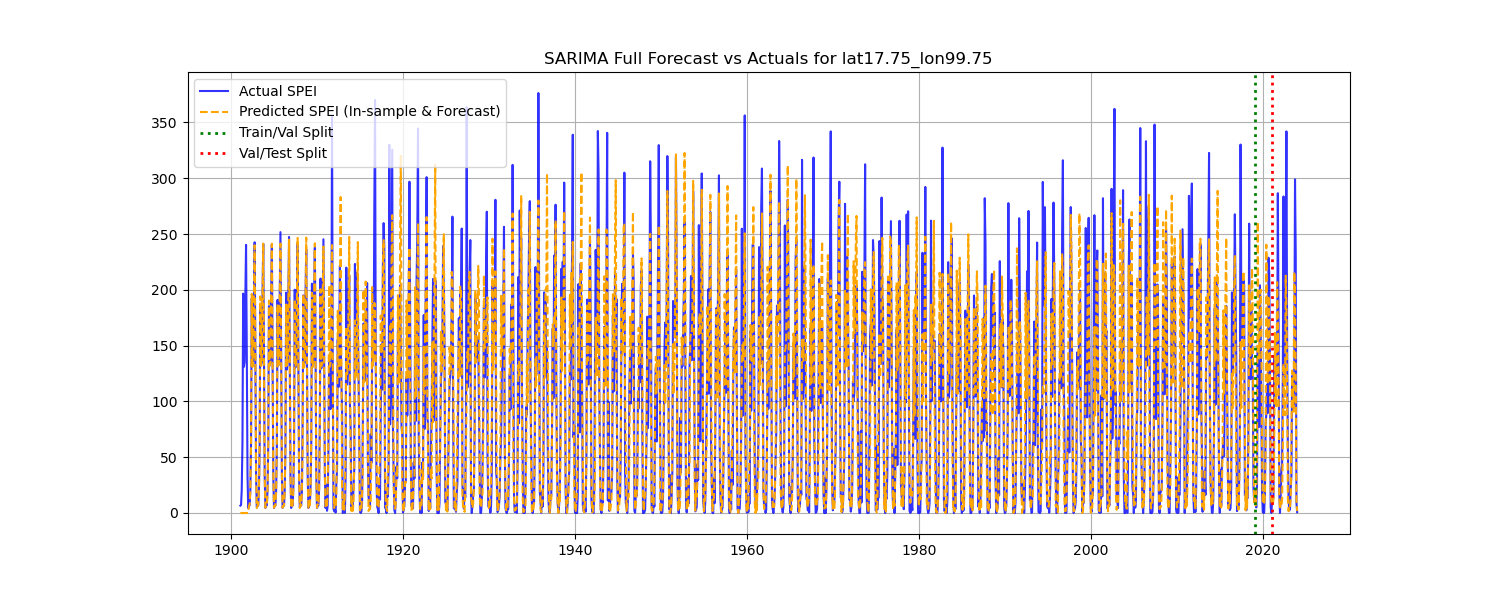 SARIMA Full Forecast vs Actuals for lat17.75_lon99.75
Actual SPEI
Predicted SPEI (In-sample & Forecast)
Train/Val Split
Val/Test Split
350
300
250
200
150
100
50
0
1900 1920 1940 1960 1980 2000 2020